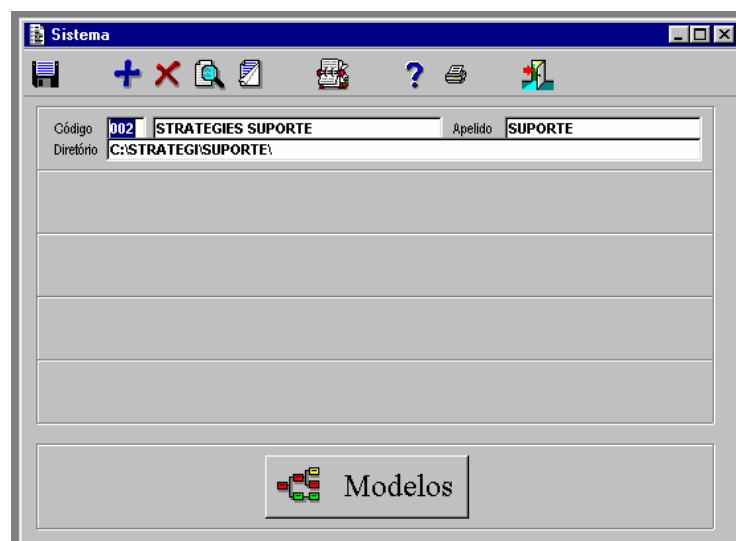 Sistema
Código 002 STRATEGIES SUPORTE Apelido SUPORTE
Diretório C:\STRATEGI\SUPORTE\
Modelos